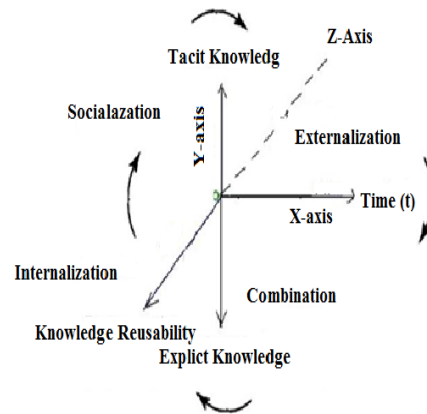 Z-Axis
Tacit Knowledg
Socialazation
Y-axis
Externalization
Time (t)
X-axis
Internalization
Combination
Knowledge Reusability
Explict Knowledge